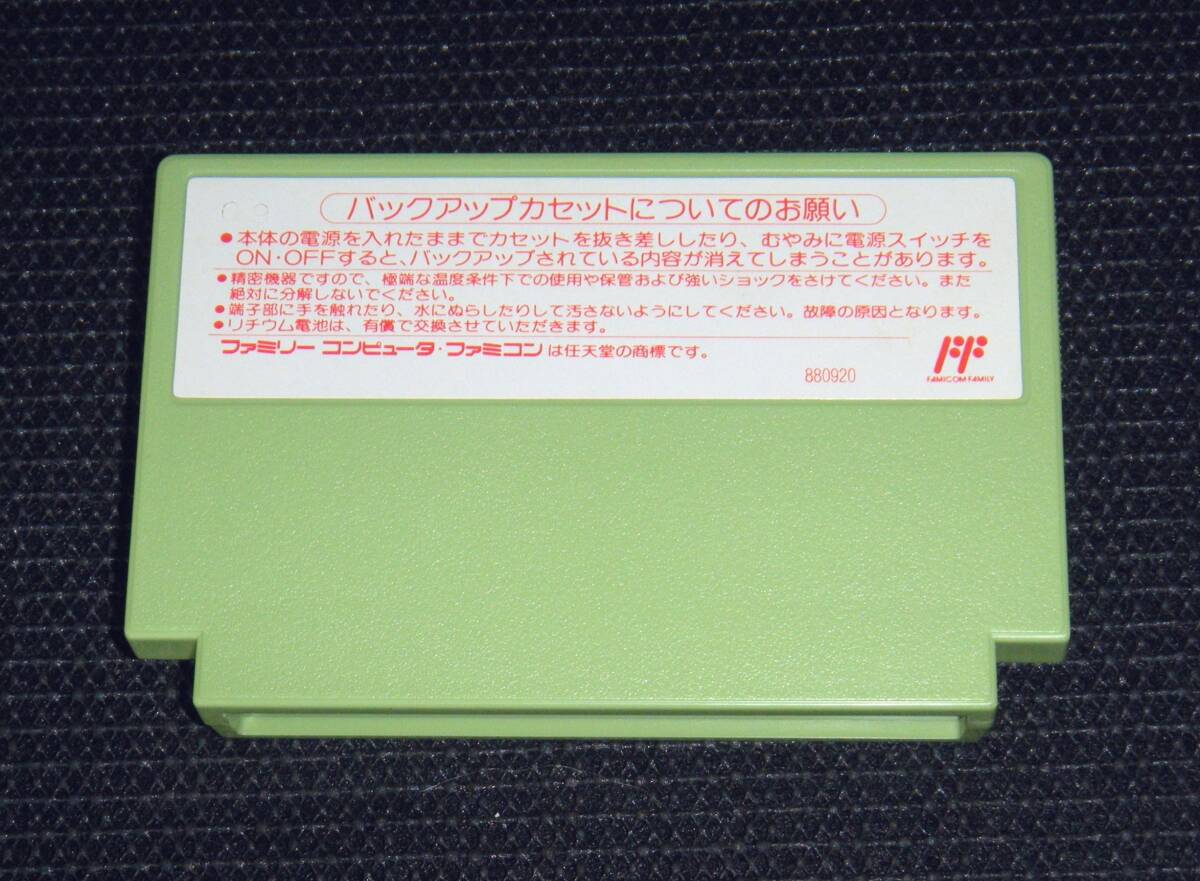 バックアップカセットについてのお願い
●本体の電源を入れたままでカセットを抜き差ししたり、むやみに電源スイッチを
ON・OFFすると、バックアップされている内容が消えてしまうことがあります。
●精密機器ですので、極端な温度条件下での使用や保管および強いショックをさけてください。また
絶対に分解しないでください。
●端子部に手を触れたり、水にぬらしたりして汚さないようにしてください。故障の原因となります。
●リチウム電池は、有償で交換させていただきます。
ファミリー コンピュータ・ファミコンは任天堂の商標です。
880920
FAMICOM FAMILY